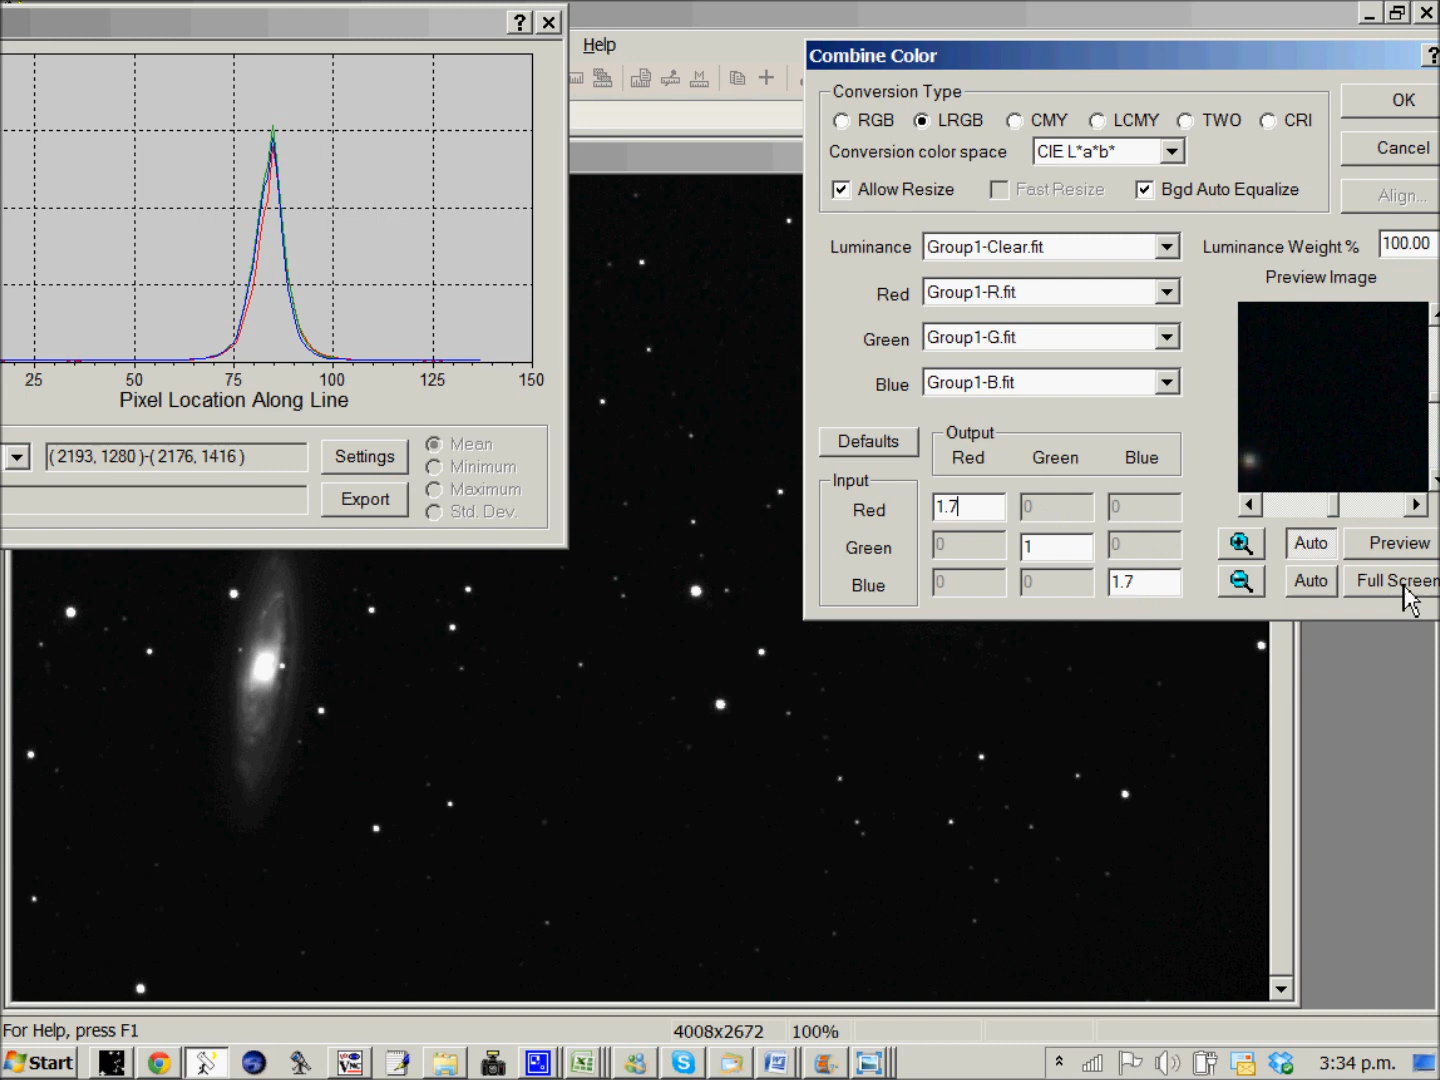 Help
Combine Color
Conversion Type
RGB LRGB CMY LCMY TWO CRI
Conversion color space CIE L*a*b*
Allow Resize Fast Resize Bgd Auto Equalize
OK
Cancel
Align...
Luminance Group1-Clear.fit Luminance Weight % 100.00
Preview Image
Red Group1-R.fit
Green Group1-G.fit
Blue Group1-B.fit
Defaults
Output
Red Green Blue
Input
Red 1.7 0 0
Green 0 1 0
Blue 0 0 1.7
Auto Preview
Auto Full Screen
25 50 75 100 125 150
Pixel Location Along Line
( 2193, 1280 )-( 2176, 1416 )
Settings
Export
Mean
Minimum
Maximum
Std. Dev.
For Help, press F1 4008x2672 100%
Start 3:34 p.m.